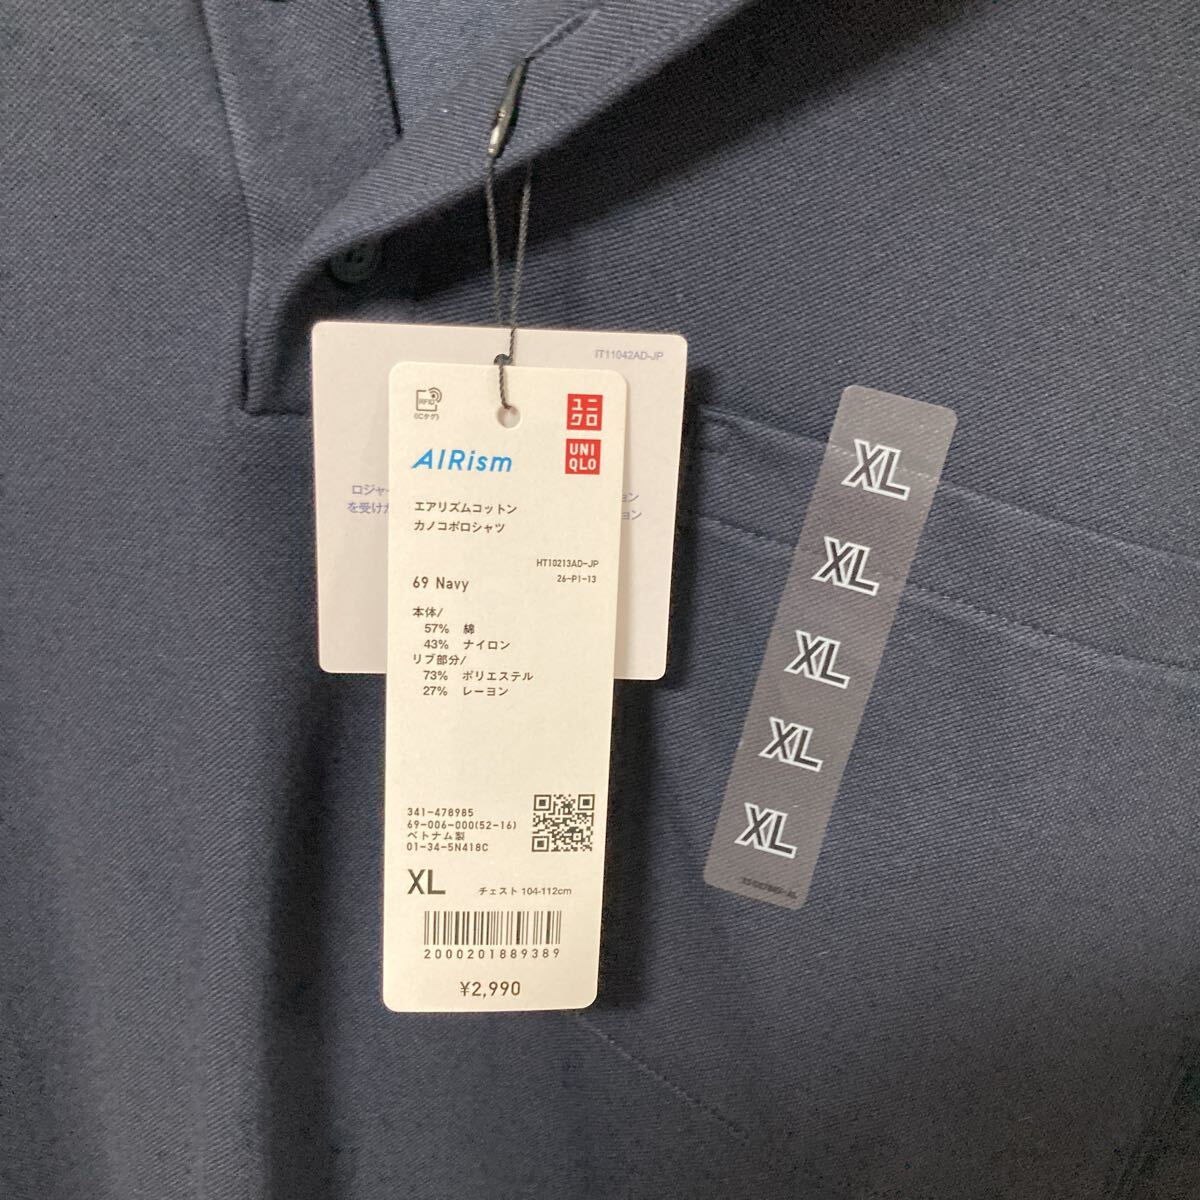 IT11042AD-JP
ロジャー
ョン
を受けた
ョン
RFID
(ICタグ)
ユニ
クロ
UNI
QLO
AIRism
エアリズムコットン
カノコポロシャツ
HT10213AD-JP
26-P1-13
69 Navy
本体/
57% 綿
43% ナイロン
リブ部分/
73% ポリエステル
27% レーヨン
341-478985
69-006-000(52-16)
ベトナム製
01-34-5N418C
XL チェスト 104-112cm
2000201889389
¥2,990
XL
XL
XL
XL
XL